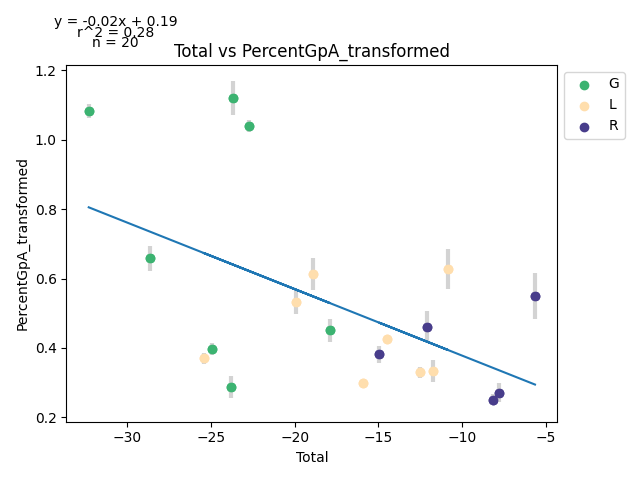 y = -0.02x + 0.19
r^2 = 0.28
n = 20
Total vs PercentGpA_transformed
G
L
R
1.2
1.0
0.8
0.6
0.4
0.2
PercentGpA_transformed
−30
−25
−20
−15
−10
−5
Total